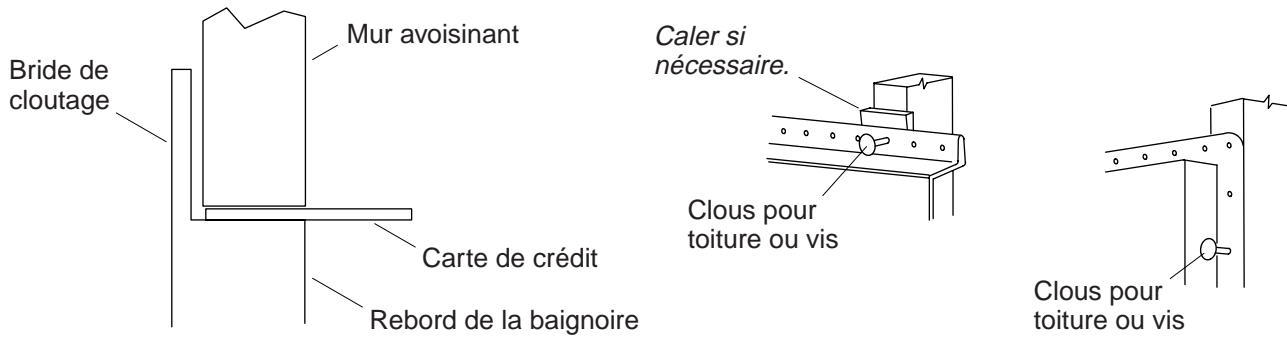 Mur avoisinant
Bride de
cloutage
Carte de crédit
Rebord de la baignoire
Caler si
nécessaire.
Clous pour
toiture ou vis
Clous pour
toiture ou vis